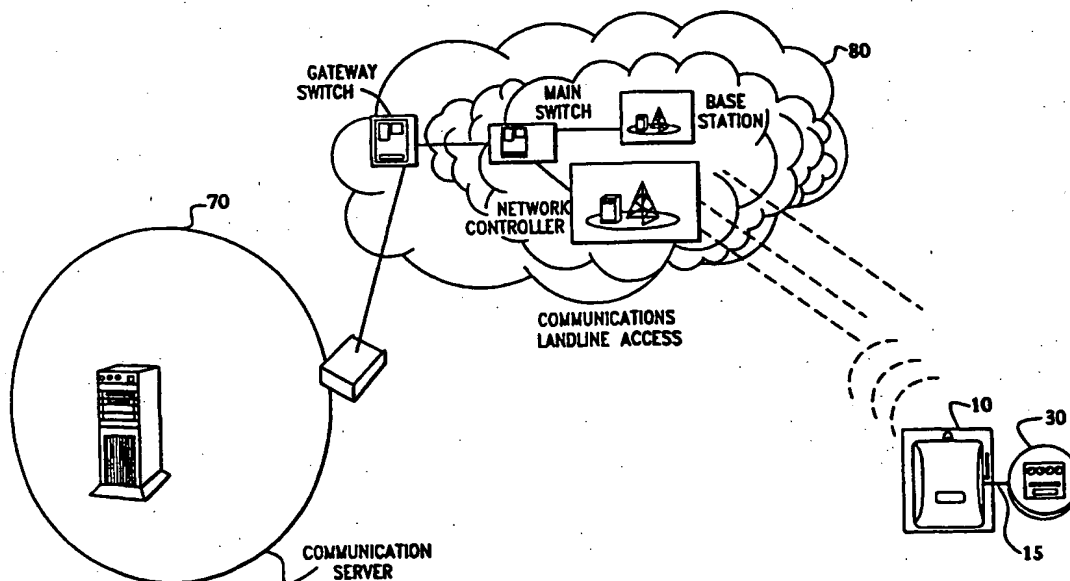 80
GATEWAY
SWITCH
MAIN
SWITCH
BASE
STATION
70
NETWORK
CONTROLLER
COMMUNICATIONS
LANDLINE ACCESS
10
30
15
COMMUNICATION
SERVER